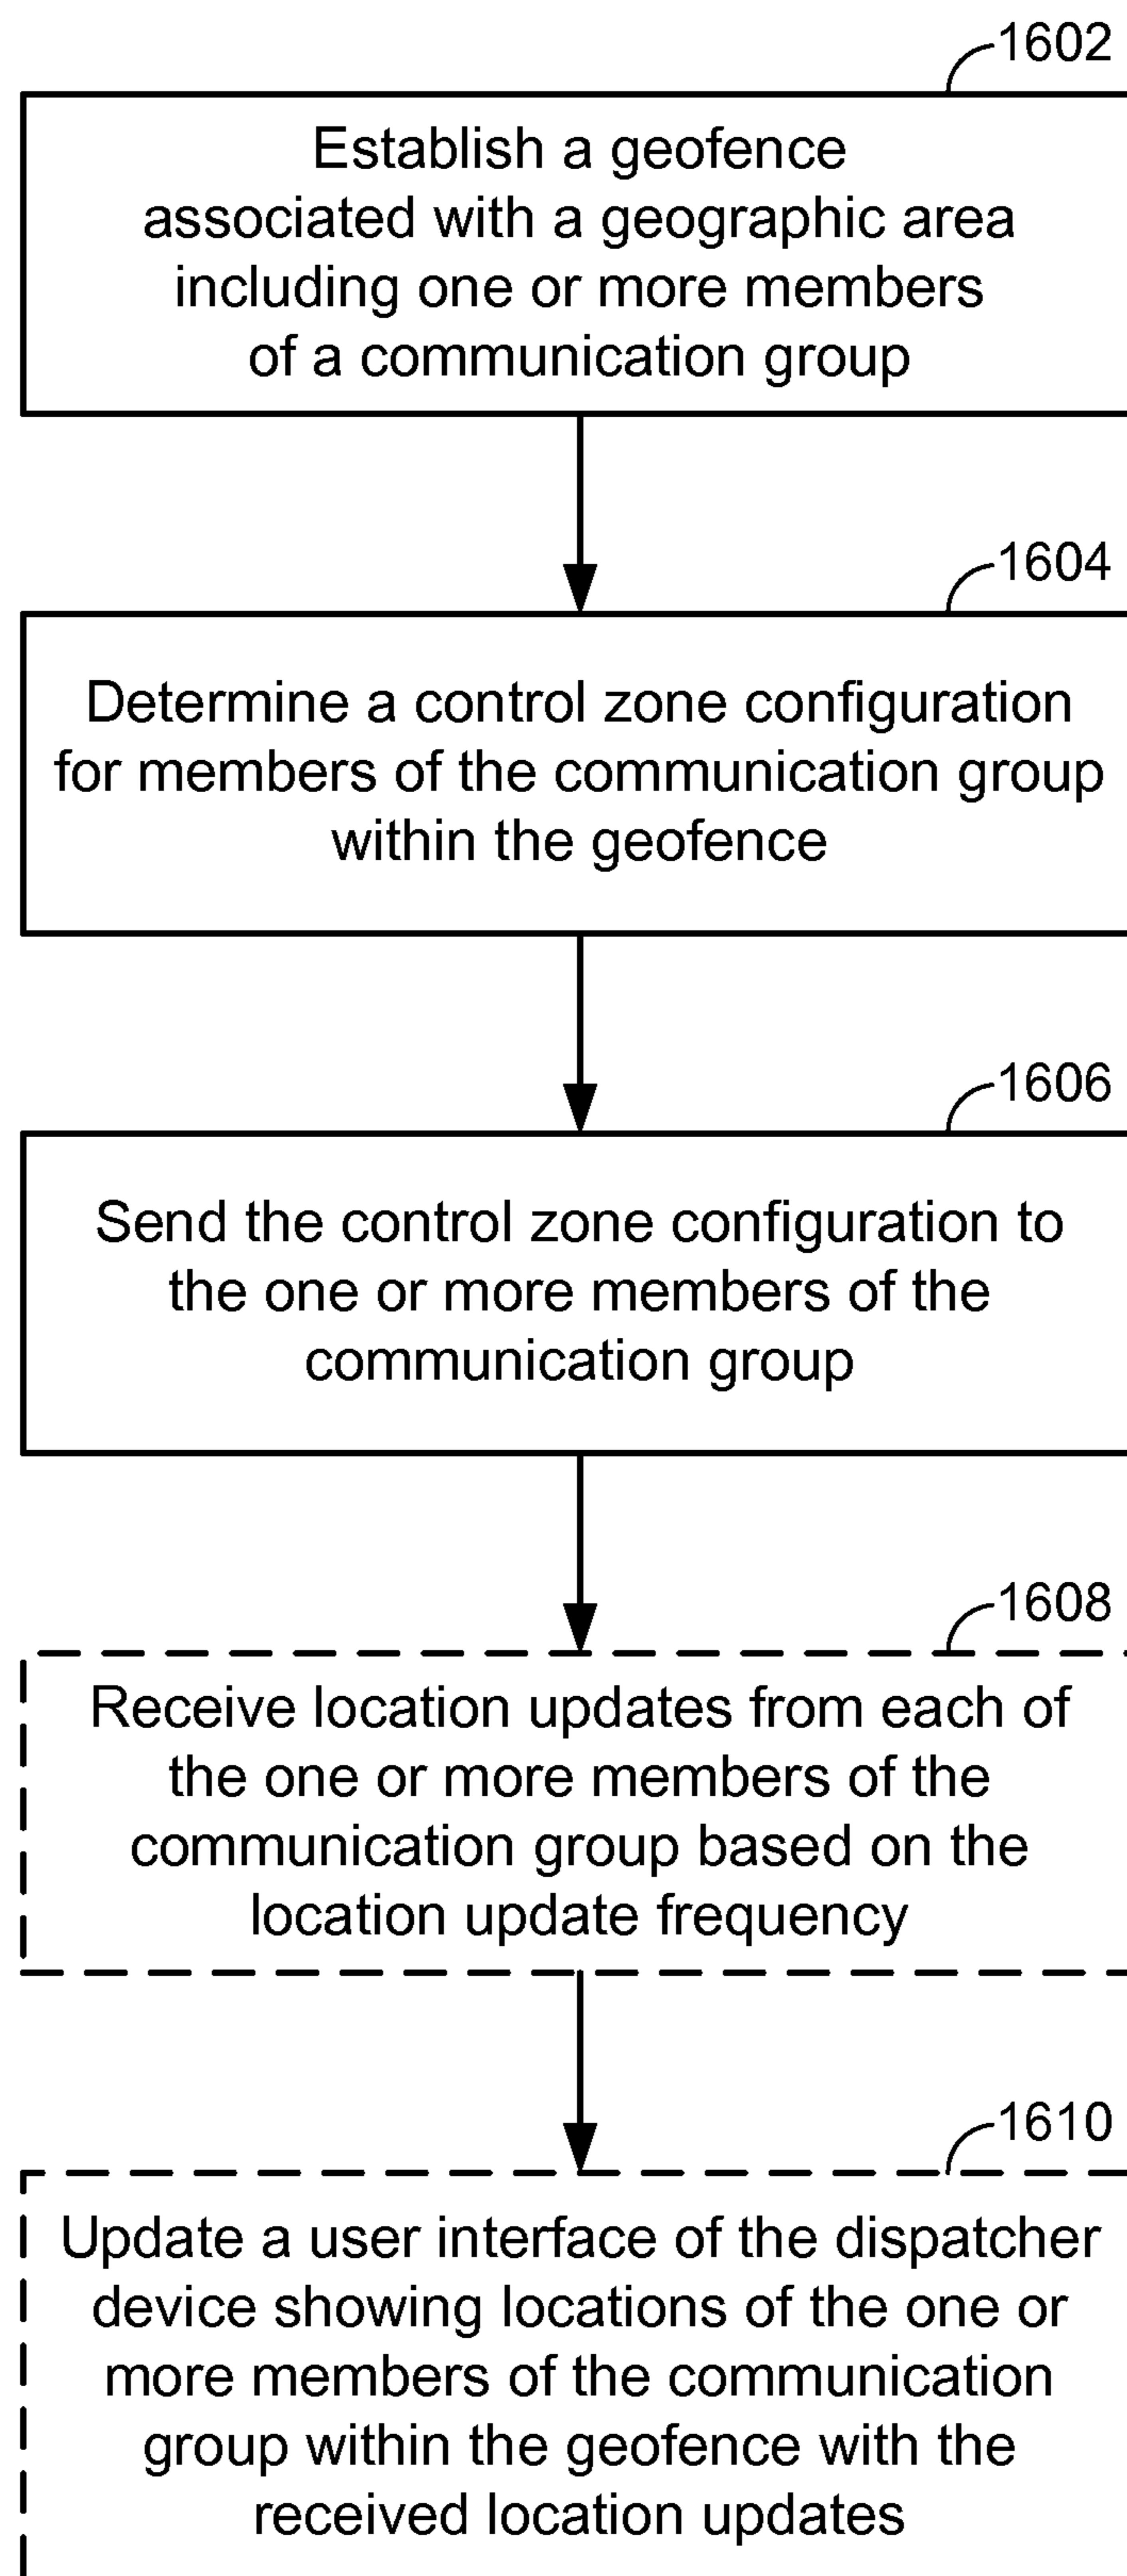 1602
Establish a geofence
associated with a geographic area
including one or more members
of a communication group
1604
Determine a control zone configuration
for members of the communication group
within the geofence
1606
Send the control zone configuration to
the one or more members of the
communication group
1608
Receive location updates from each of
the one or more members of the
communication group based on the
location update frequency
1610
Update a user interface of the dispatcher
device showing locations of the one or
more members of the communication
group within the geofence with the
received location updates